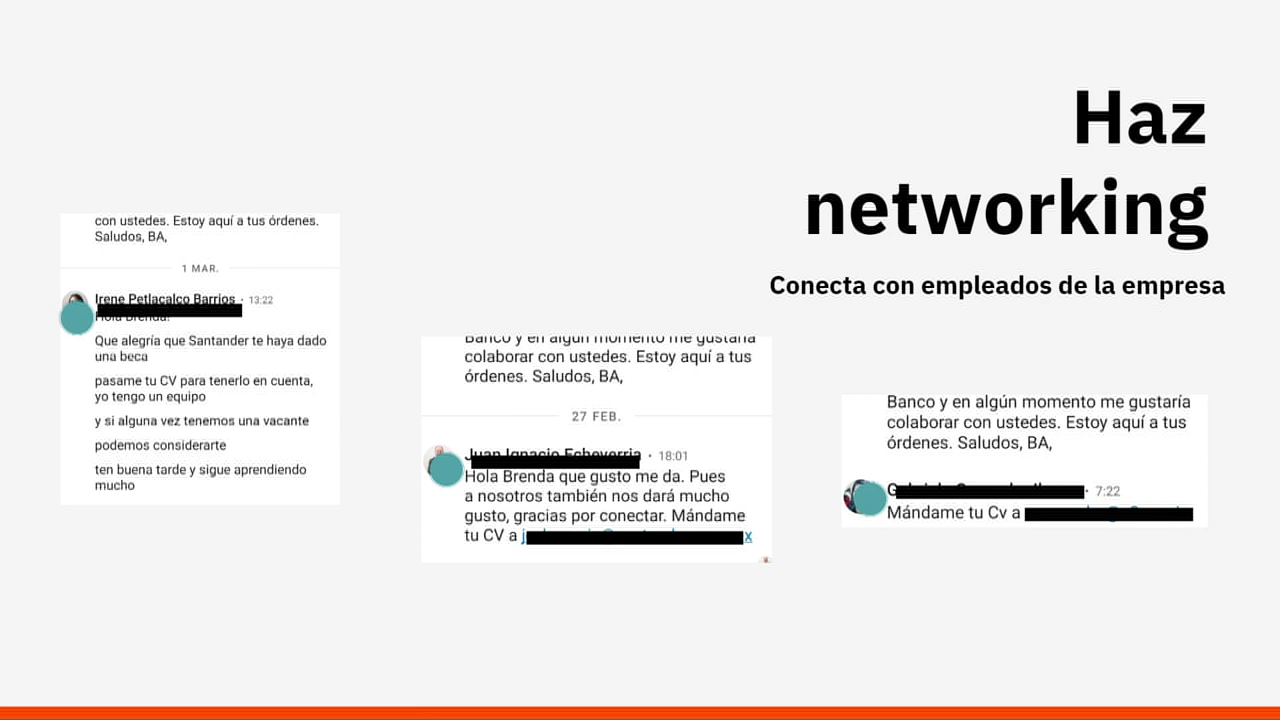 Haz
networking
Conecta con empleados de la empresa
con ustedes. Estoy aquí a tus órdenes.
Saludos, BA,
1 MAR.
· 13:22
Hola Brenda!
Que alegría que Santander te haya dado
una beca
pasame tu CV para tenerlo en cuenta,
yo tengo un equipo
y si alguna vez tenemos una vacante
podemos considerarte
ten buena tarde y sigue aprendiendo
mucho
Banco y en algún momento me gustaría
colaborar con ustedes. Estoy aquí a tus
órdenes. Saludos, BA,
27 FEB.
· 18:01
Hola Brenda que gusto me da. Pues
a nosotros también nos dará mucho
gusto, gracias por conectar. Mándame
tu CV a
Banco y en algún momento me gustaría
colaborar con ustedes. Estoy aquí a tus
órdenes. Saludos, BA,
· 7:22
Mándame tu Cv a